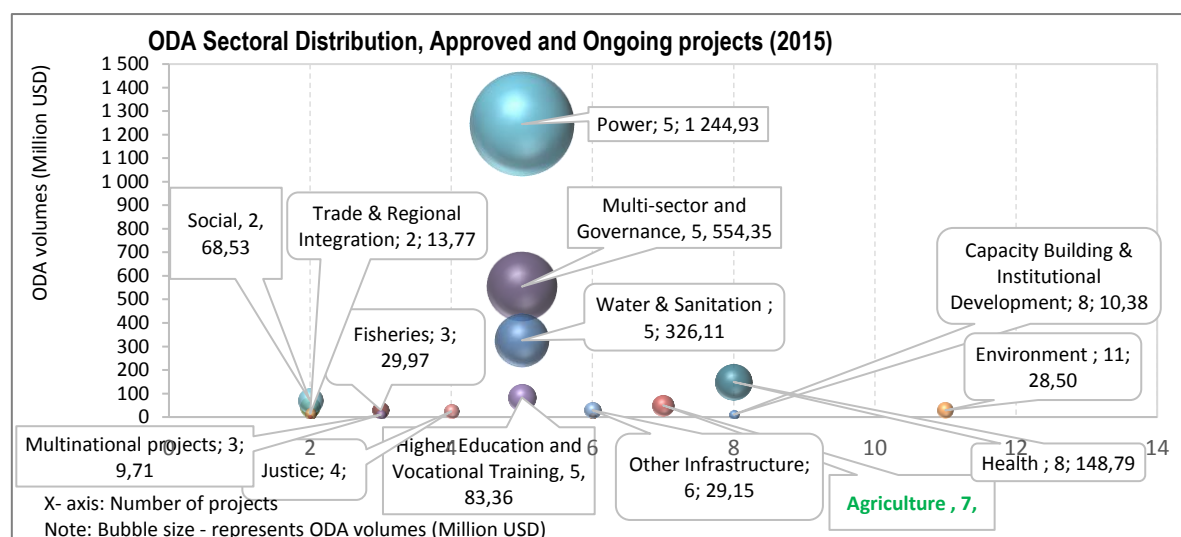 ODA Sectoral Distribution, Approved and Ongoing projects (2015)
ODA volumes (Million USD)
1 500
1 400
1 300
1 200
1 100
1 000
900
800
700
600
500
400
300
200
100
0
0
2
4
6
8
10
12
14
Power; 5; 1 244,93
Multi-sector and
Governance, 5, 554,35
Social, 2,
68,53
Trade & Regional
Integration; 2; 13,77
Capacity Building &
Institutional
Development; 8; 10,38
Water & Sanitation ;
5; 326,11
Fisheries; 3;
29,97
Environment ; 11;
28,50
Multinational projects; 3;
9,71
Justice; 4;
Higher Education and
Vocational Training, 5,
83,36
Other Infrastructure;
6; 29,15
Agriculture , 7,
Health ; 8; 148,79
X- axis: Number of projects
Note: Bubble size - represents ODA volumes (Million USD)